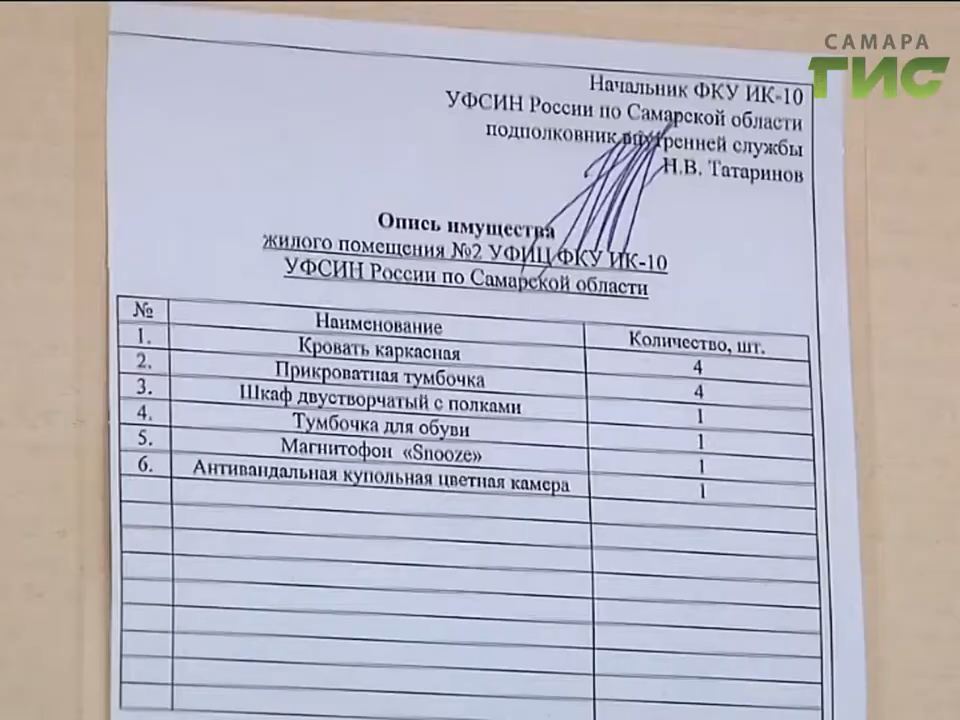 САМАРА
ГИС
Начальник ФКУ ИК-10
УФСИН России по Самарской области
подполковник внутренней службы
Н.В. Татаринов
Опись имущества
жилого помещения №2 УФИЦ ФКУ ИК-10
УФСИН России по Самарской области
№ Наименование Количество, шт.
1. Кровать каркасная 4
2. Прикроватная тумбочка 4
3. Шкаф двустворчатый с полками 1
4. Тумбочка для обуви 1
5. Магнитофон «Snooze» 1
6. Антивандальная купольная цветная камера 1